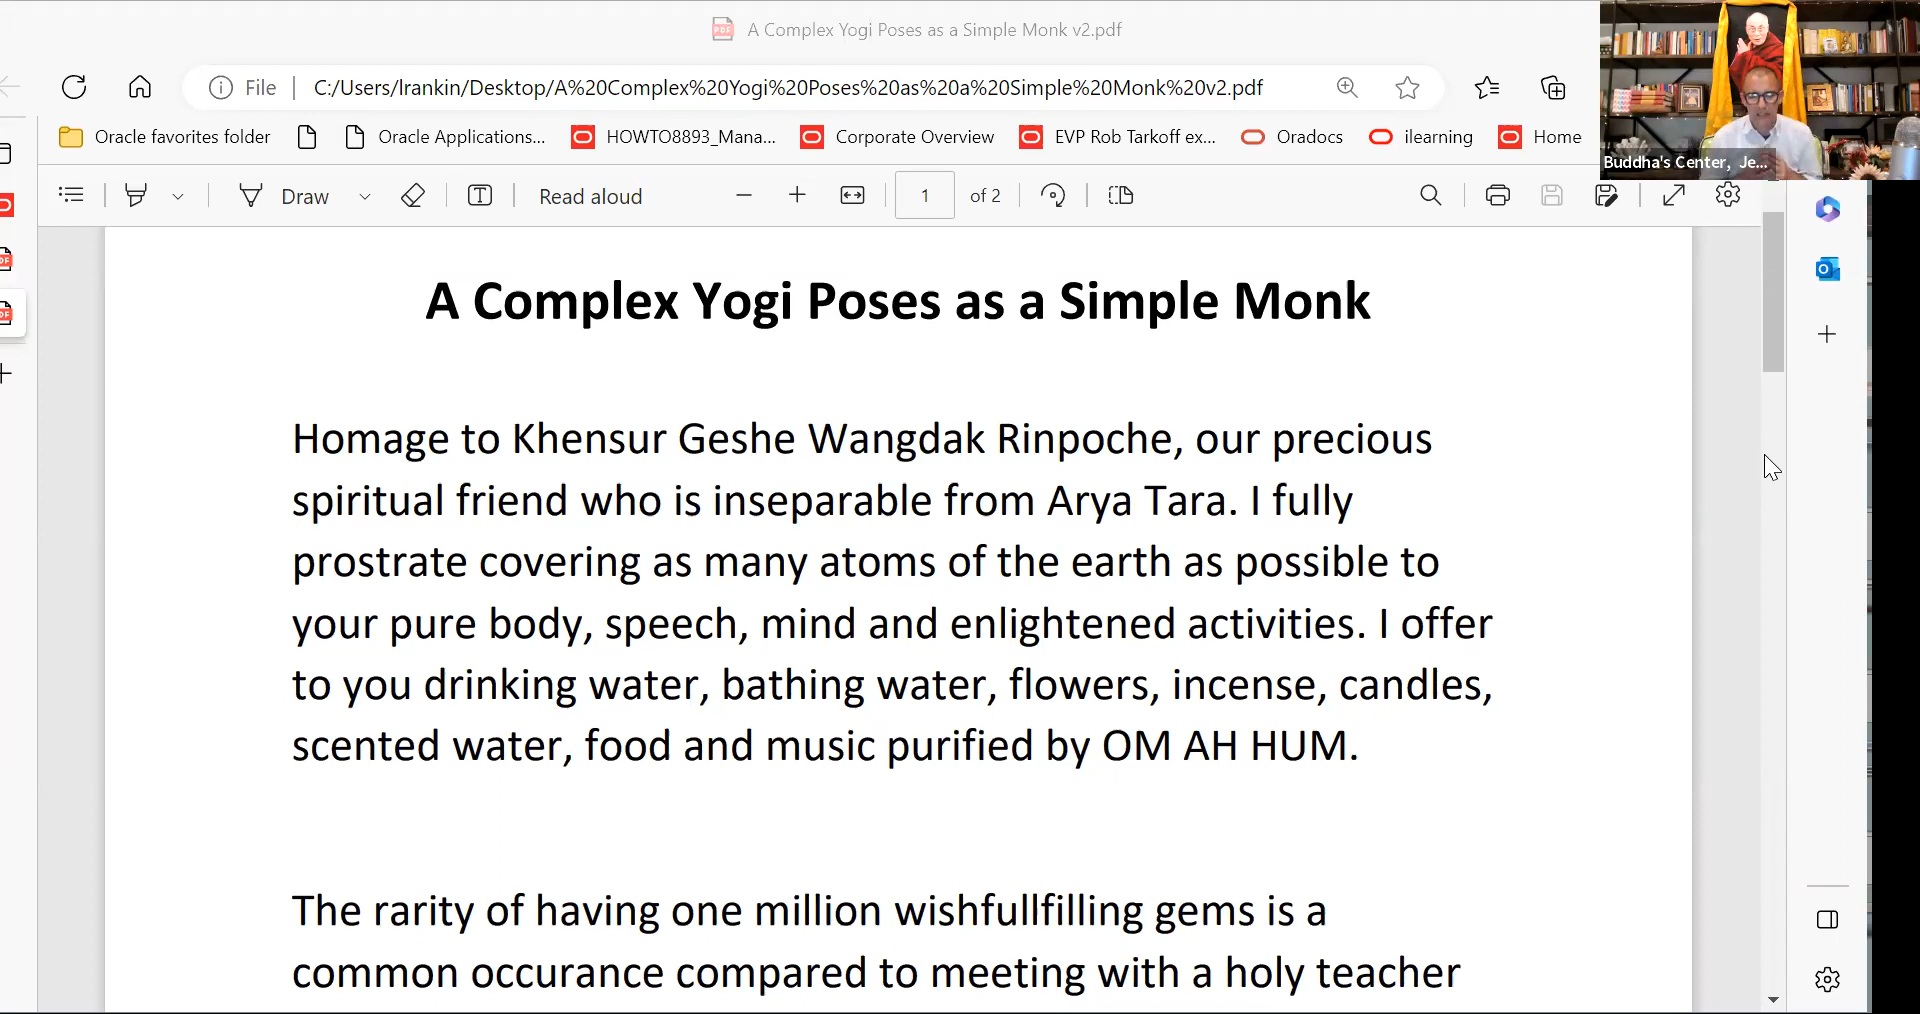 A Complex Yogi Poses as a Simple Monk v2.pdf
File
C:/Users/lrankin/Desktop/A%20Complex%20Yogi%20Poses%20as%20a%20Simple%20Monk%20v2.pdf
Oracle favorites folder
Oracle Applications...
HOWTO8893_Mana...
Corporate Overview
EVP Rob Tarkoff ex...
Oradocs
ilearning
Home
Buddha's Center, Je...
Draw
Read aloud
1 of 2
A Complex Yogi Poses as a Simple Monk
Homage to Khensur Geshe Wangdak Rinpoche, our precious
spiritual friend who is inseparable from Arya Tara. I fully
prostrate covering as many atoms of the earth as possible to
your pure body, speech, mind and enlightened activities. I offer
to you drinking water, bathing water, flowers, incense, candles,
scented water, food and music purified by OM AH HUM.
The rarity of having one million wishfullfilling gems is a
common occurance compared to meeting with a holy teacher